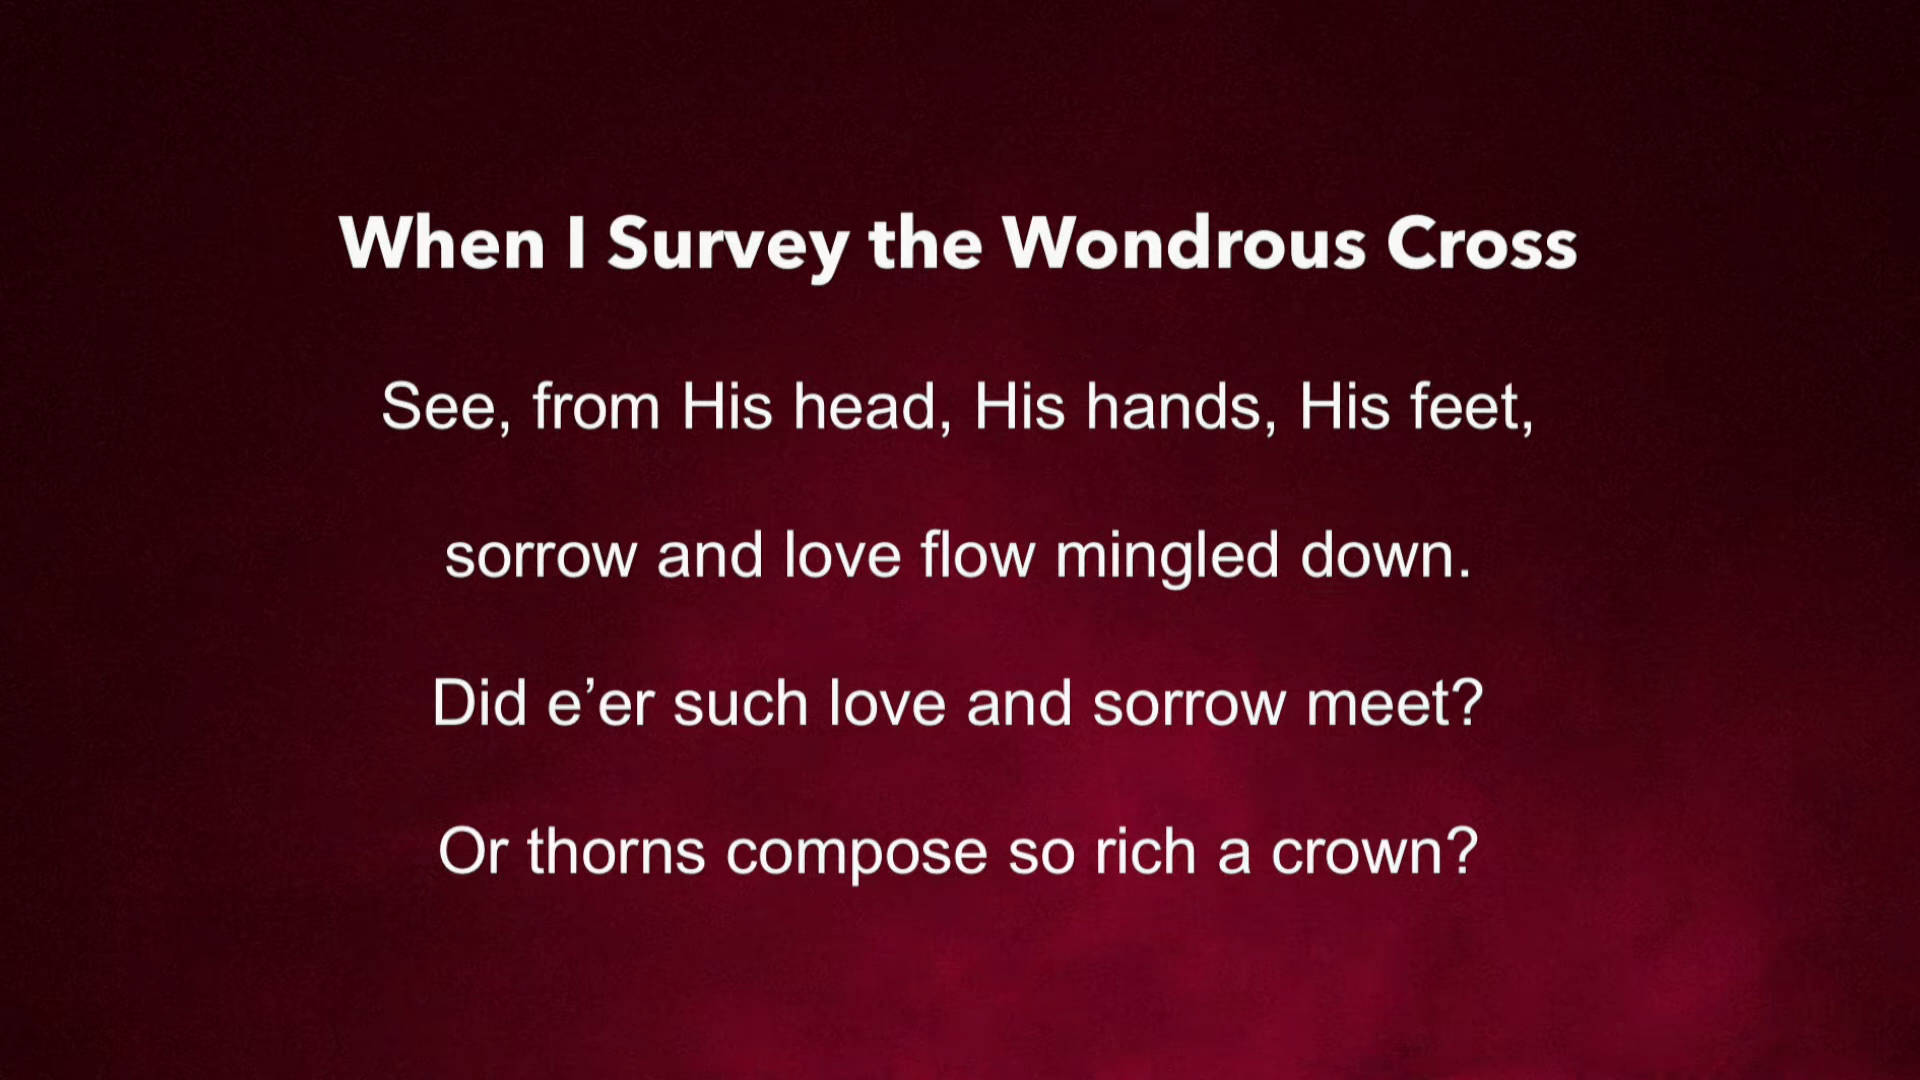 When I Survey the Wondrous Cross
See, from His head, His hands, His feet,
sorrow and love flow mingled down.
Did e’er such love and sorrow meet?
Or thorns compose so rich a crown?